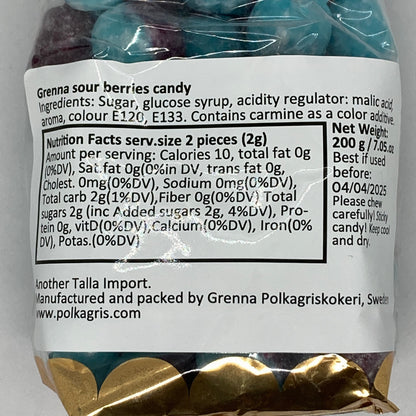 Grenna sour berries candy
Ingredients: Sugar, glucose syrup, acidity regulator: malic acid,
aroma, colour E120, E133. Contains carmine as a color additive.
Nutrition Facts serv.size 2 pieces (2g)
Amount per serving: Calories 10, total fat 0g
(0%DV), Sat.fat 0g(0%in DV, trans fat 0g,
Cholest. 0mg(0%DV), Sodium 0mg(0%DV),
Total carb 2g(1%DV),Fiber 0g(0%DV) Total
sugars 2g (inc Added sugars 2g, 4%DV), Pro-
tein 0g, vitD(0%DV),Calcium(0%DV), Iron(0%
DV), Potas.(0%DV)
Net Weight:
200 g / 7.05.oz
Best if used
before:
04/04/2025
Please chew
carefully! Sticky
candy! Keep cool
and dry.
Another Talla Import.
Manufactured and packed by Grenna Polkagriskokeri, Sweden
www.polkagris.com